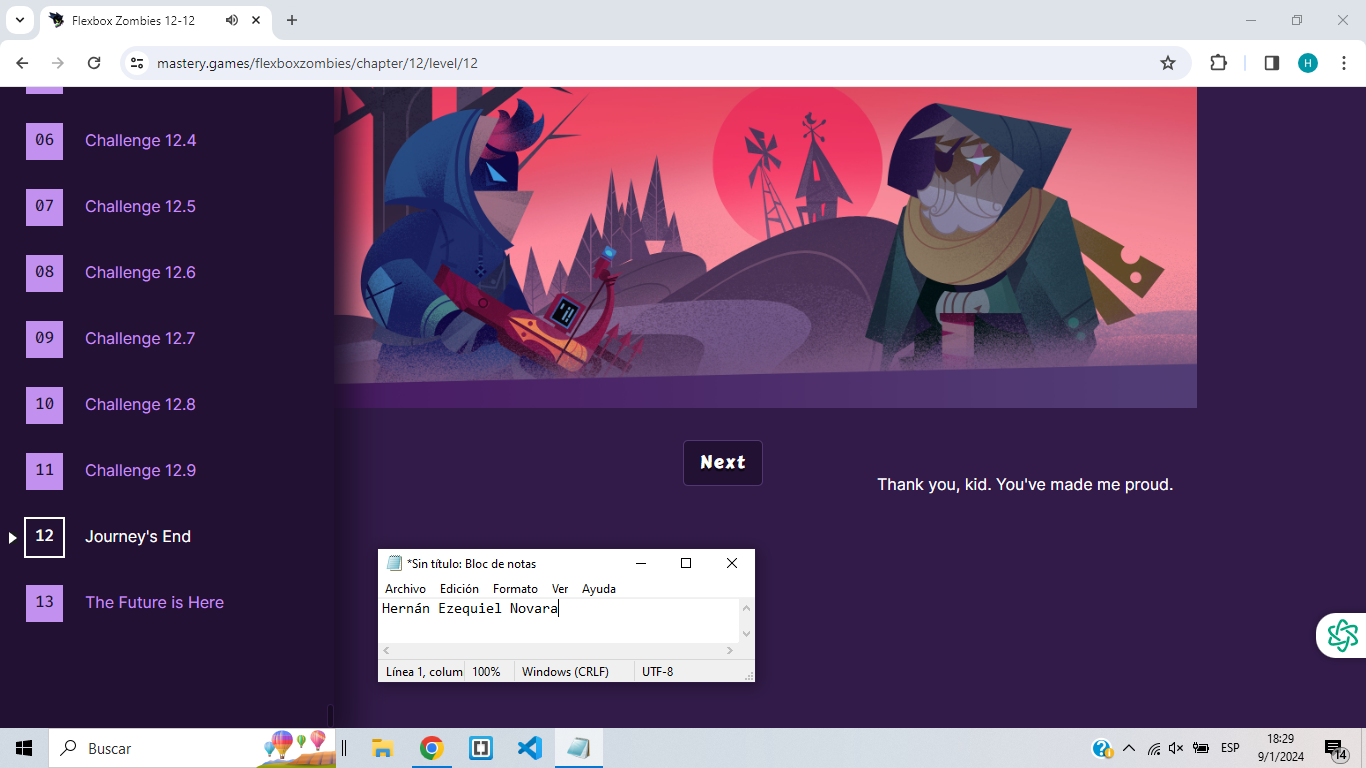 Flexbox Zombies 12-12
mastery.games/flexboxzombies/chapter/12/level/12
H
06 Challenge 12.4
07 Challenge 12.5
08 Challenge 12.6
09 Challenge 12.7
10 Challenge 12.8
11 Challenge 12.9
12 Journey's End
13 The Future is Here
Next
Thank you, kid. You've made me proud.
*Sin título: Bloc de notas
Archivo Edición Formato Ver Ayuda
Hernán Ezequiel Novara
Línea 1, colum 100% Windows (CRLF) UTF-8
Buscar
ESP
18:29
9/1/2024
14